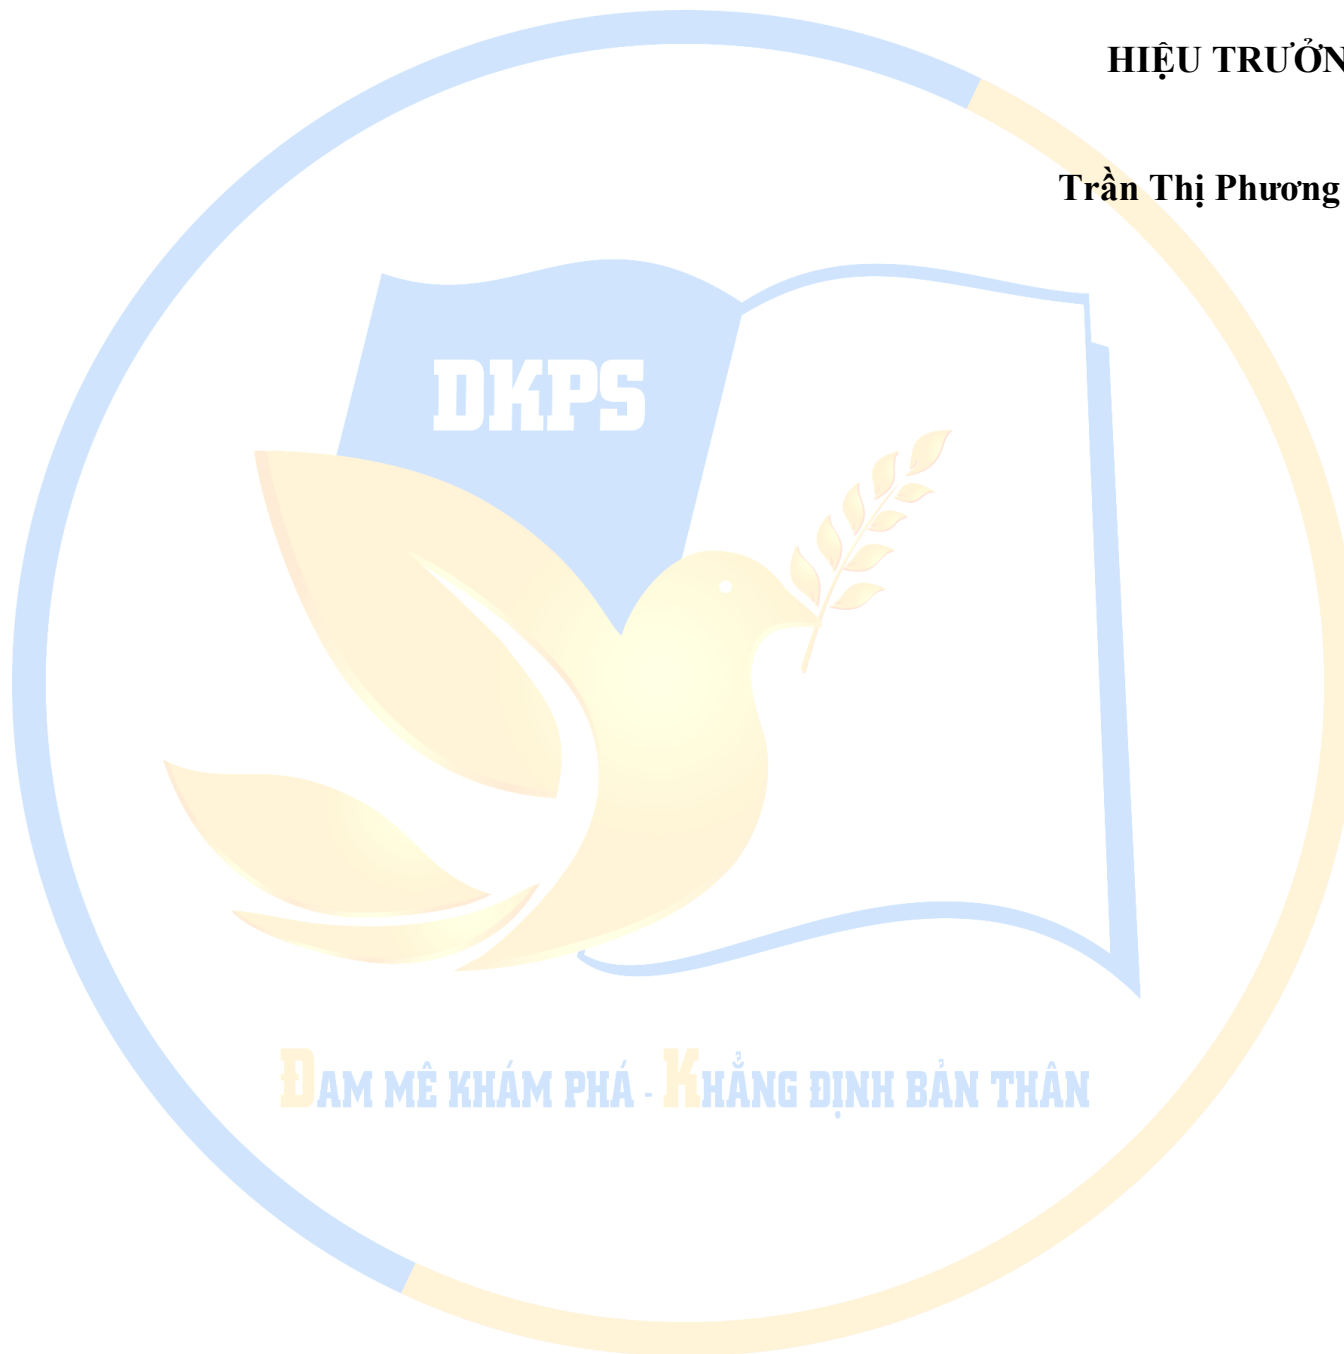 HIỆU TRƯỞN
Trần Thị Phương
DKPS
ĐAM MÊ KHÁM PHÁ - KHẲNG ĐỊNH BẢN THÂN